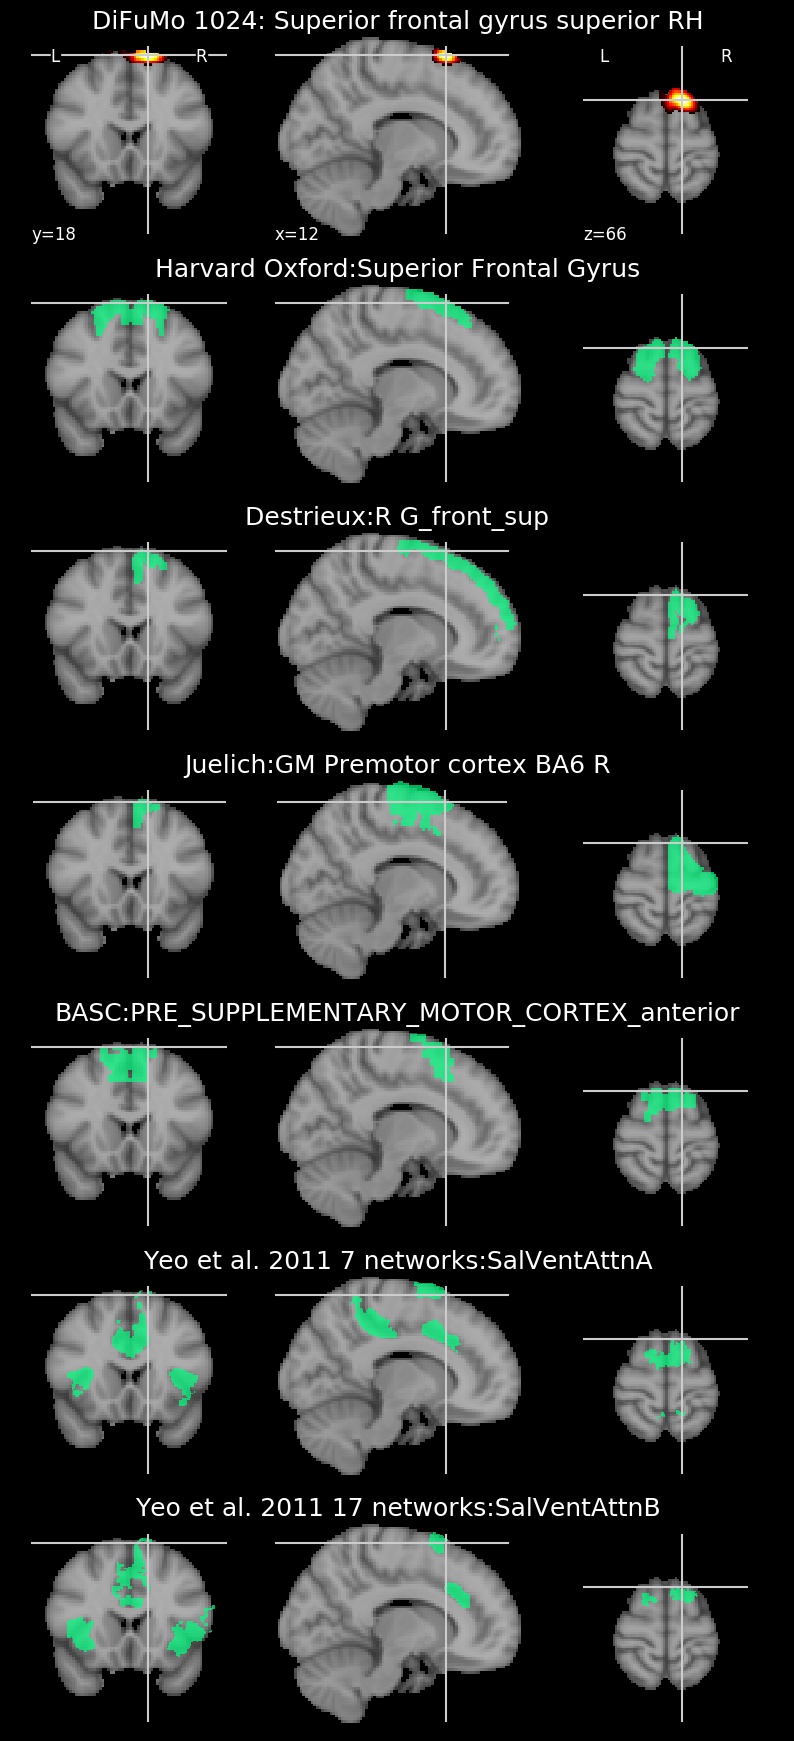 DiFuMo 1024: Superior frontal gyrus superior RH
L R L R
y=18 x=12 z=66
Harvard Oxford:Superior Frontal Gyrus
Destrieux:R G_front_sup
Juelich:GM Premotor cortex BA6 R
BASC:PRE_SUPPLEMENTARY_MOTOR_CORTEX_anterior
Yeo et al. 2011 7 networks:SalVentAttnA
Yeo et al. 2011 17 networks:SalVentAttnB